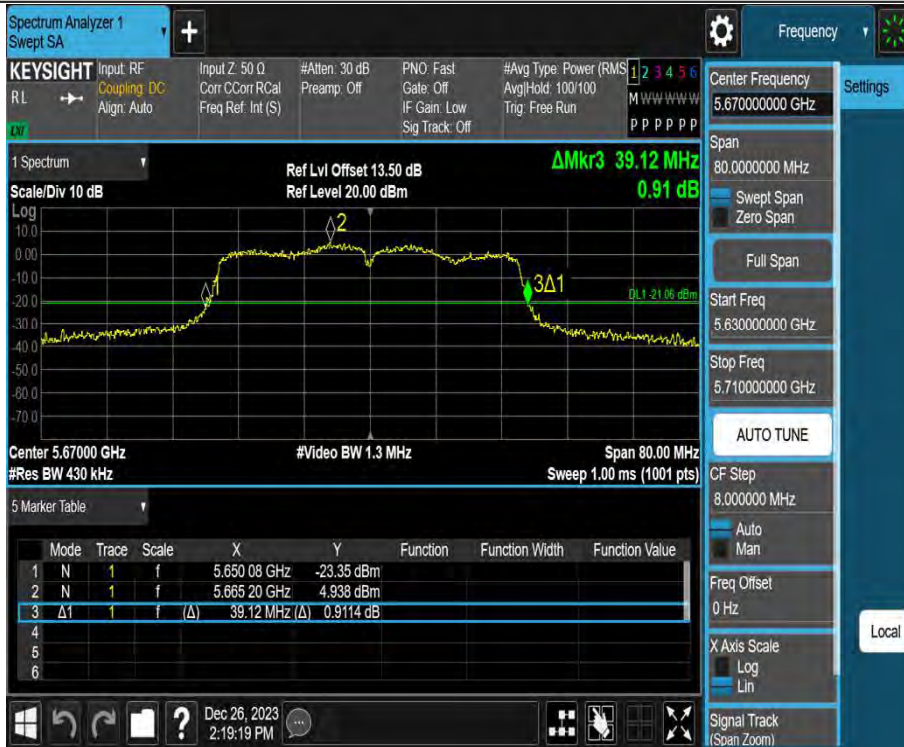 Spectrum Analyzer 1
Swept SA
+
Frequency
KEYSIGHT
RL
Input: RF
Coupling: DC
Align: Auto
Input Z: 50 Ω
Corr CCorr RCal
Freq Ref: Int (S)
#Atten: 30 dB
Preamp: Off
PNO: Fast
Gate: Off
IF Gain: Low
Sig Track: Off
#Avg Type: Power (RMS
Avg|Hold: 100/100
Trig: Free Run
1 2 3 4 5 6
M W W W W W
P P P P P P
1 Spectrum
Scale/Div 10 dB
Ref Lvl Offset 13.50 dB
Ref Level 20.00 dBm
ΔMkr3 39.12 MHz
0.91 dB
Log
10.0
0.00
-10.0
-20.0
-30.0
-40.0
-50.0
-60.0
-70.0
2
1
3Δ1
DL1 -21.06 dBm
Center 5.67000 GHz
#Video BW 1.3 MHz
Span 80.00 MHz
#Res BW 430 kHz
Sweep 1.00 ms (1001 pts)
5 Marker Table
Mode Trace Scale X Y Function Function Width Function Value
1 N 1 f 5.650 08 GHz -23.35 dBm
2 N 1 f 5.665 20 GHz 4.938 dBm
3 Δ1 1 f (Δ) 39.12 MHz (Δ) 0.9114 dB
4
5
6
?
Dec 26, 2023
2:19:19 PM
Center Frequency
5.670000000 GHz
Settings
Span
80.0000000 MHz
Swept Span
Zero Span
Full Span
Start Freq
5.630000000 GHz
Stop Freq
5.710000000 GHz
AUTO TUNE
CF Step
8.000000 MHz
Auto
Man
Freq Offset
0 Hz
X Axis Scale
Log
Lin
Local
Signal Track
(Span Zoom)